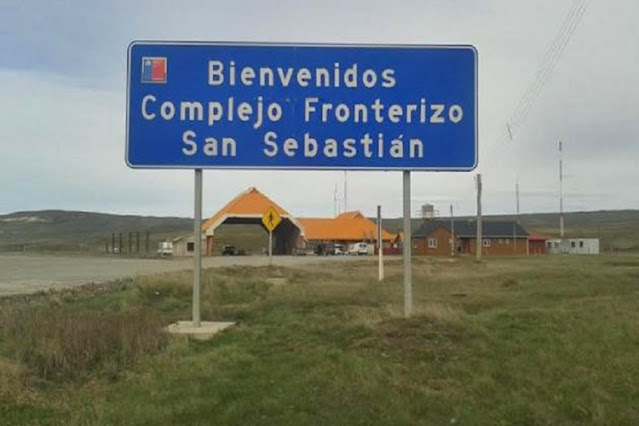 Bienvenidos
Complejo Fronterizo
San Sebastián